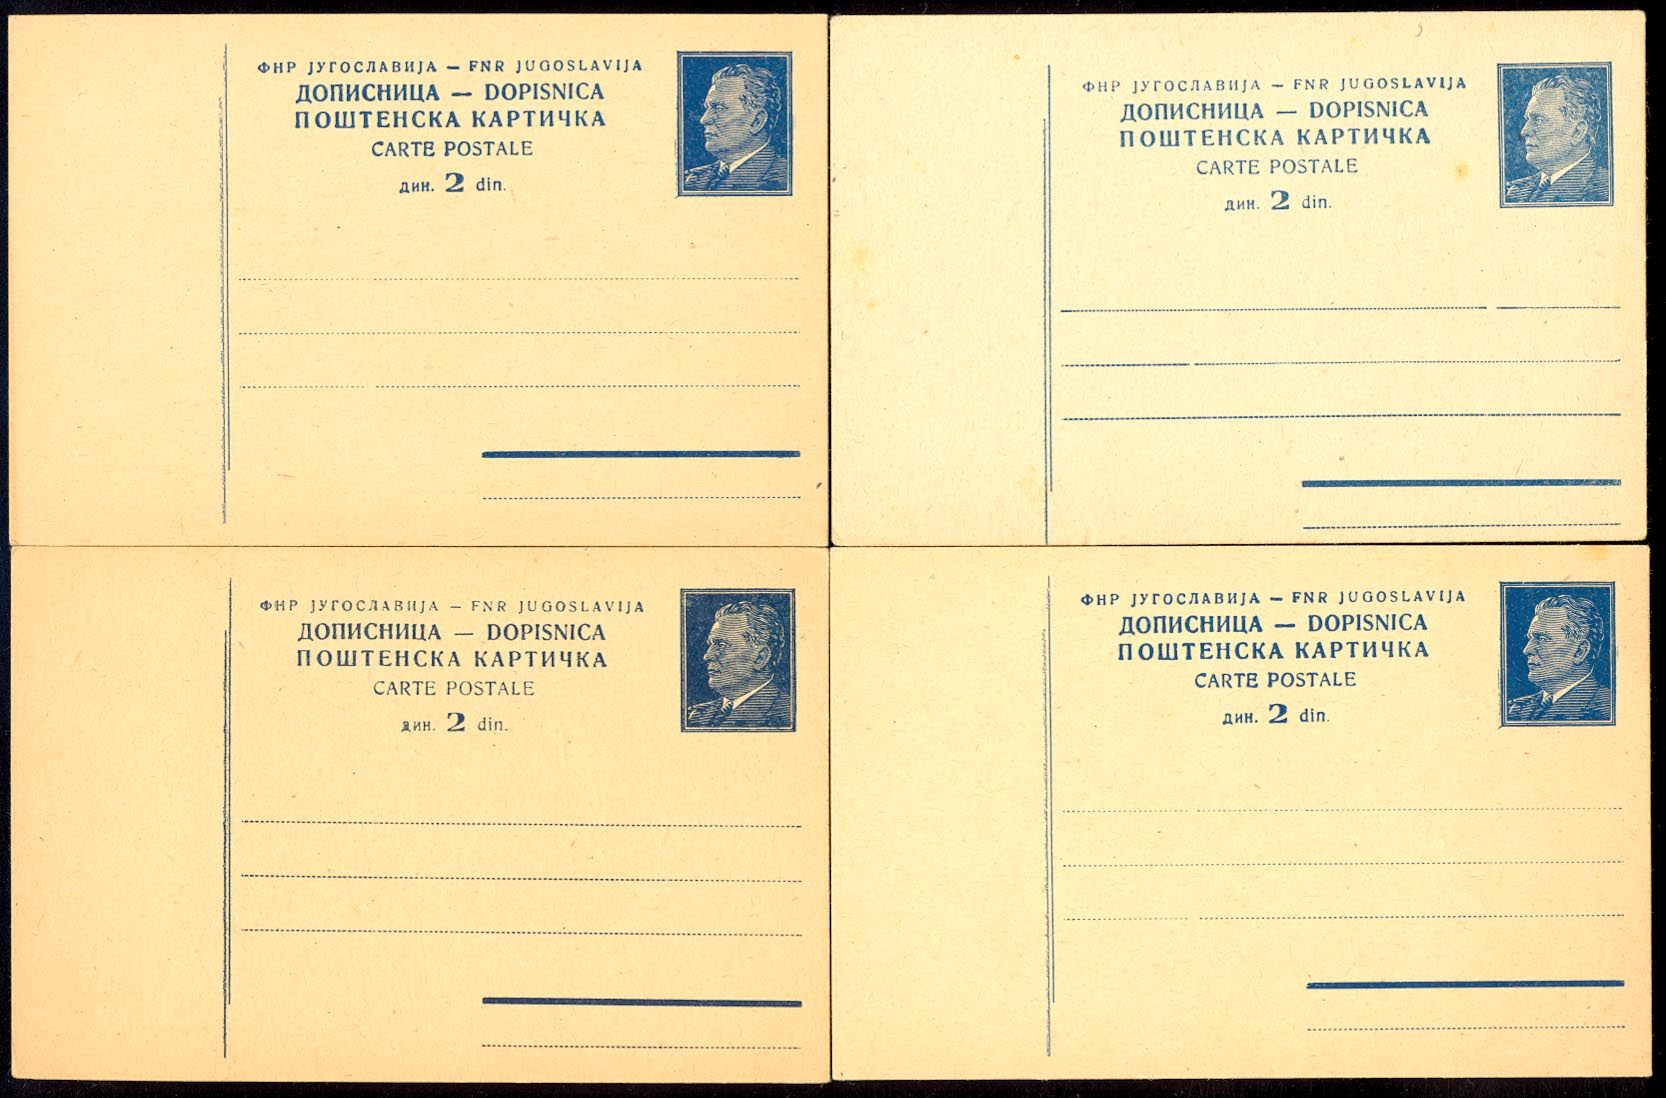 ФНР ЈУГОСЛАВИЈА — FNR JUGOSLAVIJA
ДОПИСНИЦА — DOPISNICA
ПОШТЕНСКА КАРТИЧКА
CARTE POSTALE
дин. 2 din.
ФНР ЈУГОСЛАВИЈА — FNR JUGOSLAVIJA
ДОПИСНИЦА — DOPISNICA
ПОШТЕНСКА КАРТИЧКА
CARTE POSTALE
дин. 2 din.
ФНР ЈУГОСЛАВИЈА — FNR JUGOSLAVIJA
ДОПИСНИЦА — DOPISNICA
ПОШТЕНСКА КАРТИЧКА
CARTE POSTALE
дин. 2 din.
ФНР ЈУГОСЛАВИЈА — FNR JUGOSLAVIJA
ДОПИСНИЦА — DOPISNICA
ПОШТЕНСКА КАРТИЧКА
CARTE POSTALE
дин. 2 din.